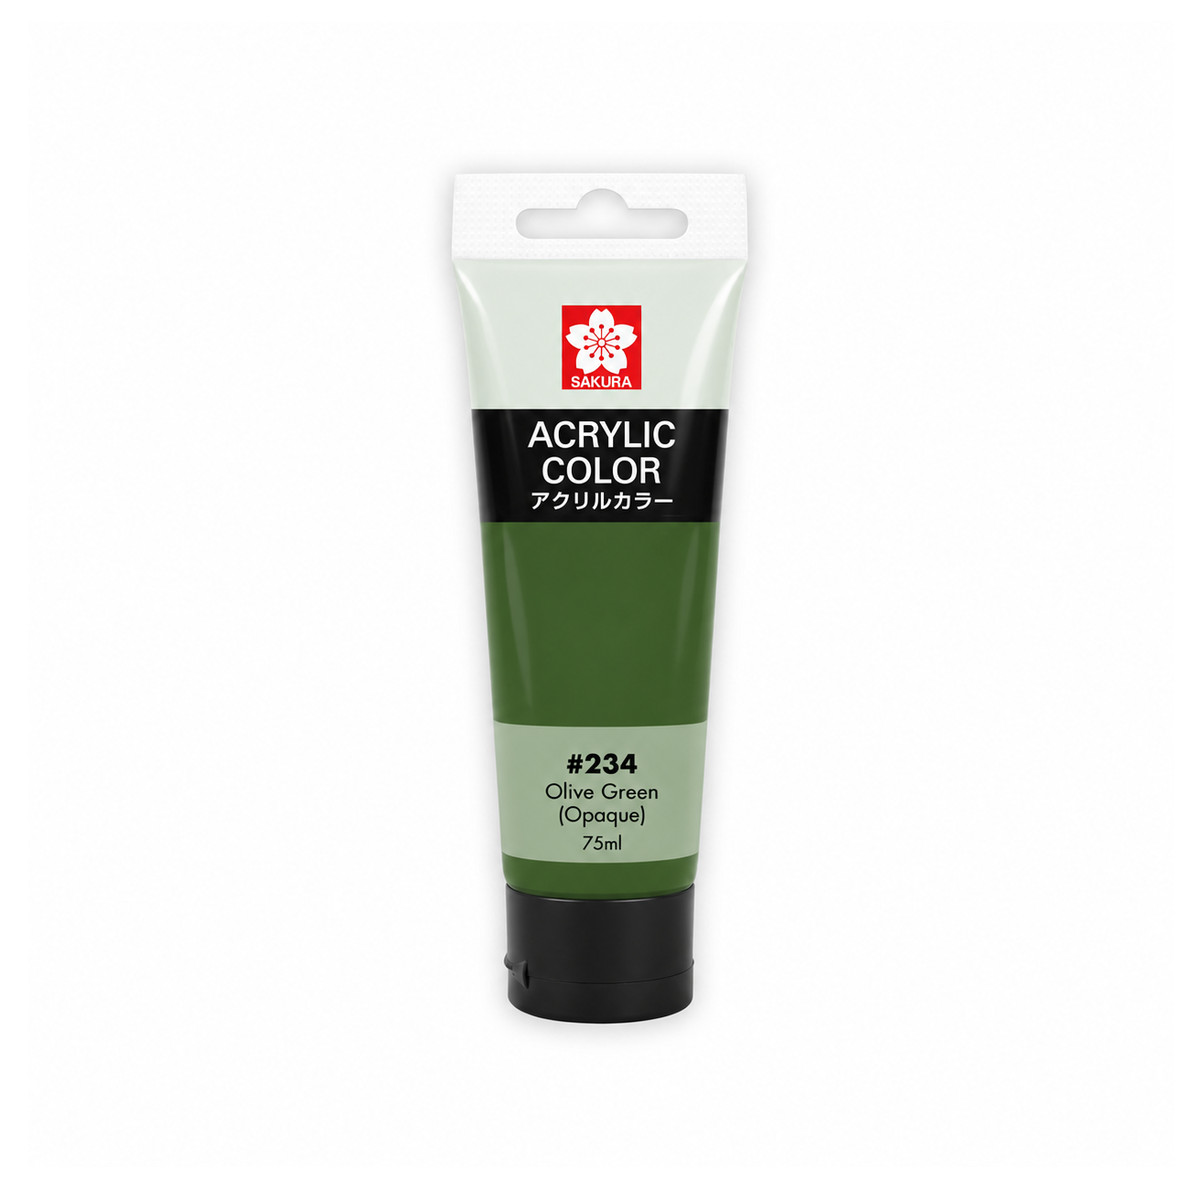 SAKURA
ACRYLIC
COLOR
アクリルカラー
#234
Olive Green
(Opaque)
75ml